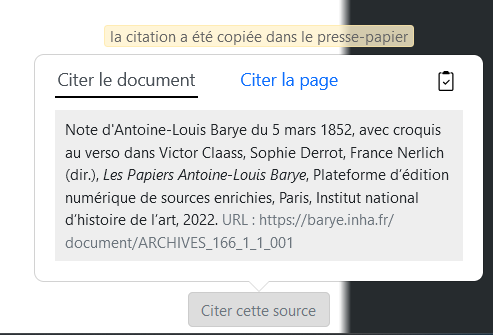 la citation a été copiée dans le presse-papier
Citer le document
Citer la page
Note d'Antoine-Louis Barye du 5 mars 1852, avec croquis
au verso dans Victor Claass, Sophie Derrot, France Nerlich
(dir.), Les Papiers Antoine-Louis Barye, Plateforme d’édition
numérique de sources enrichies, Paris, Institut national
d’histoire de l’art, 2022. URL : https://barye.inha.fr/
document/ARCHIVES_166_1_1_001
Citer cette source